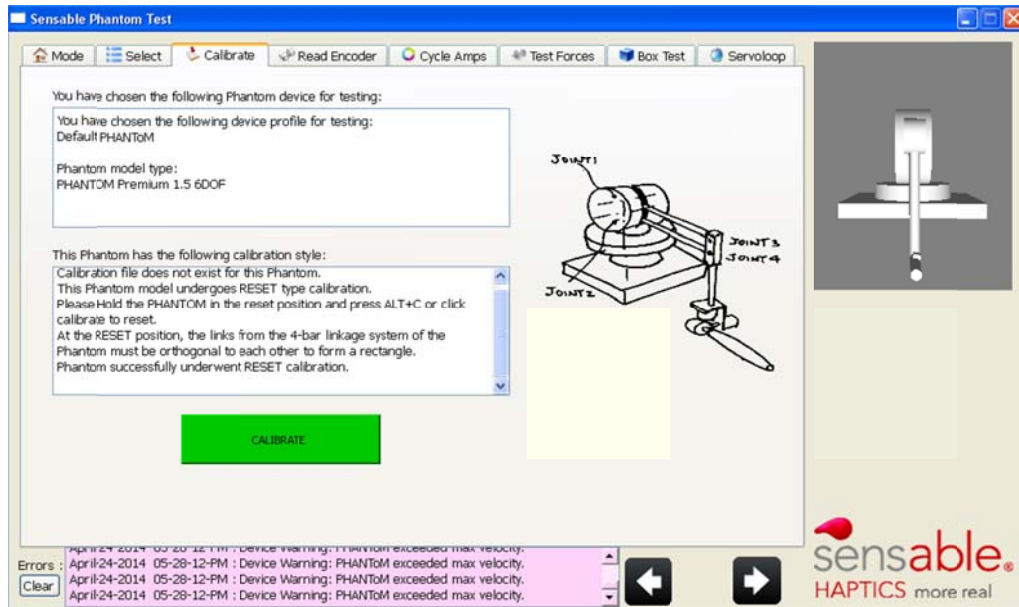 Sensable Phantom Test
Mode Select Calibrate Read Encoder Cycle Amps Test Forces Box Test Servoloop
You have chosen the following Phantom device for testing:
You have chosen the following device profile for testing:
Default PHANToM
Phantom model type:
PHANTOM Premium 1.5 6DOF
This Phantom has the following calibration style:
Calibration file does not exist for this Phantom.
This Phantom model undergoes RESET type calibration.
Please Hold the PHANTOM in the reset position and press ALT+C or click
calibrate to reset.
At the RESET position, the links from the 4-bar linkage system of the
Phantom must be orthogonal to each other to form a rectangle.
Phantom successfully underwent RESET calibration.
CALIBRATE
JOINT1
JOINT 3
JOINT 4
JOINT2
Errors :
Clear
April-24-2014 05-28-12-PM : Device Warning: PHANToM exceeded max velocity.
April-24-2014 05-28-12-PM : Device Warning: PHANToM exceeded max velocity.
April-24-2014 05-28-12-PM : Device Warning: PHANToM exceeded max velocity.
sensable®
HAPTICS more real